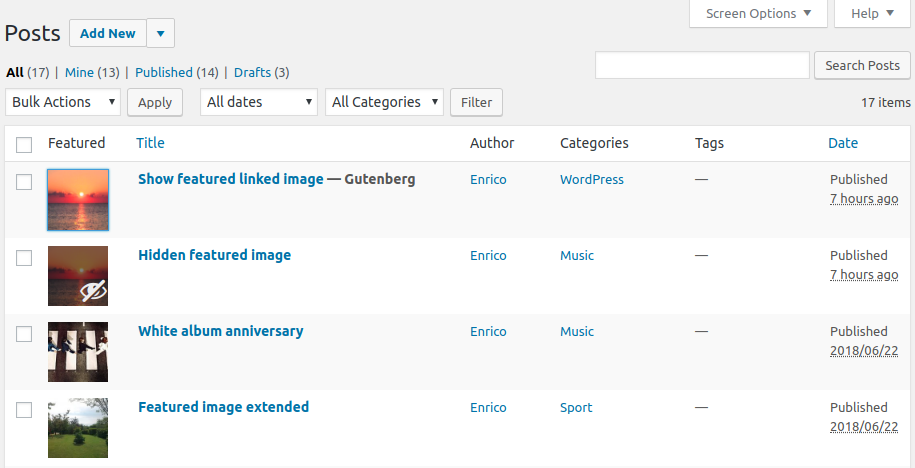 Screen Options ▼ Help ▼
Posts Add New ▼
All (17) | Mine (13) | Published (14) | Drafts (3)
Search Posts
Bulk Actions ▼ Apply All dates ▼ All Categories ▼ Filter 17 items
Featured Title Author Categories Tags Date
Show featured linked image — Gutenberg Enrico WordPress — Published
7 hours ago
Hidden featured image Enrico Music — Published
7 hours ago
White album anniversary Enrico Music — Published
2018/06/22
Featured image extended Enrico Sport — Published
2018/06/22